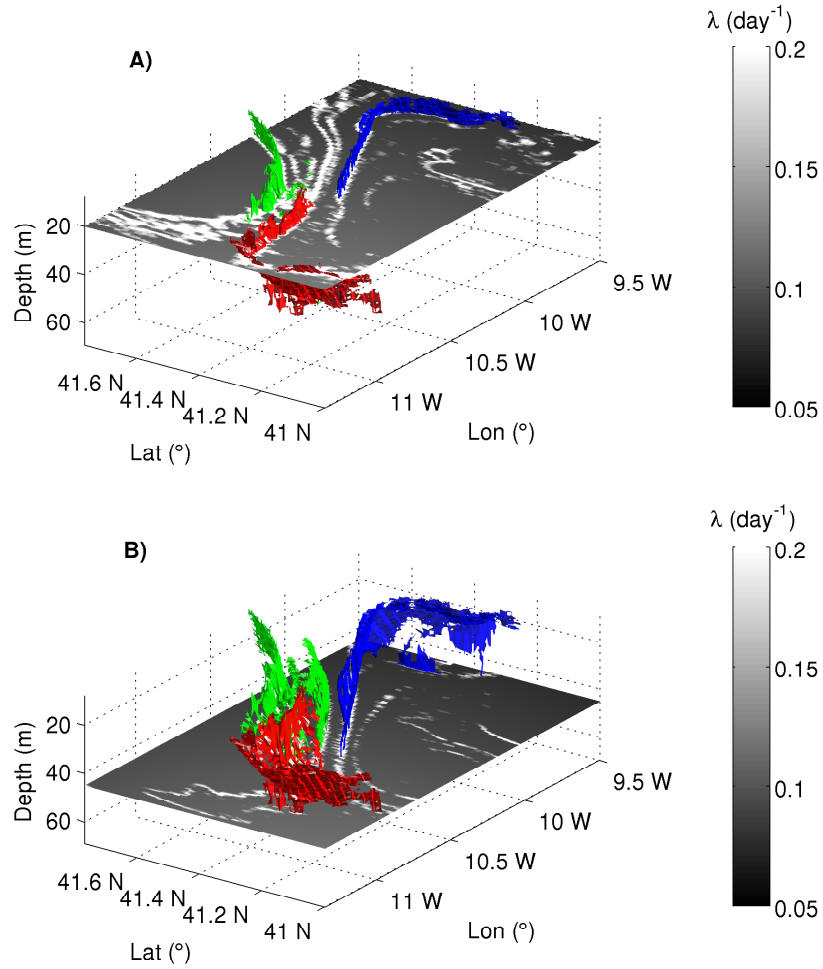 λ (day-1)
A)
0.2
0.15
0.1
0.05
Depth (m)
20
40
60
41.6 N
41.4 N
41.2 N
41 N
Lat (°)
11 W
10.5 W
10 W
9.5 W
Lon (°)
λ (day-1)
B)
0.2
0.15
0.1
0.05
Depth (m)
20
40
60
41.6 N
41.4 N
41.2 N
41 N
Lat (°)
11 W
10.5 W
10 W
9.5 W
Lon (°)